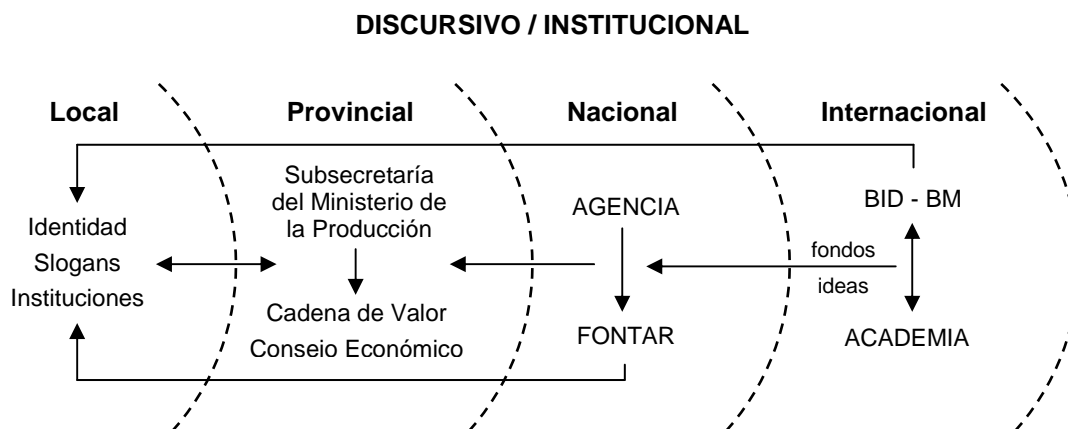 DISCURSIVO / INSTITUCIONAL
Local
Provincial
Nacional
Internacional
Identidad
Slogans
Instituciones
Subsecretaría
del Ministerio de
la Producción
Cadena de Valor
Conseio Económico
AGENCIA
FONTAR
fondos
ideas
BID - BM
ACADEMIA